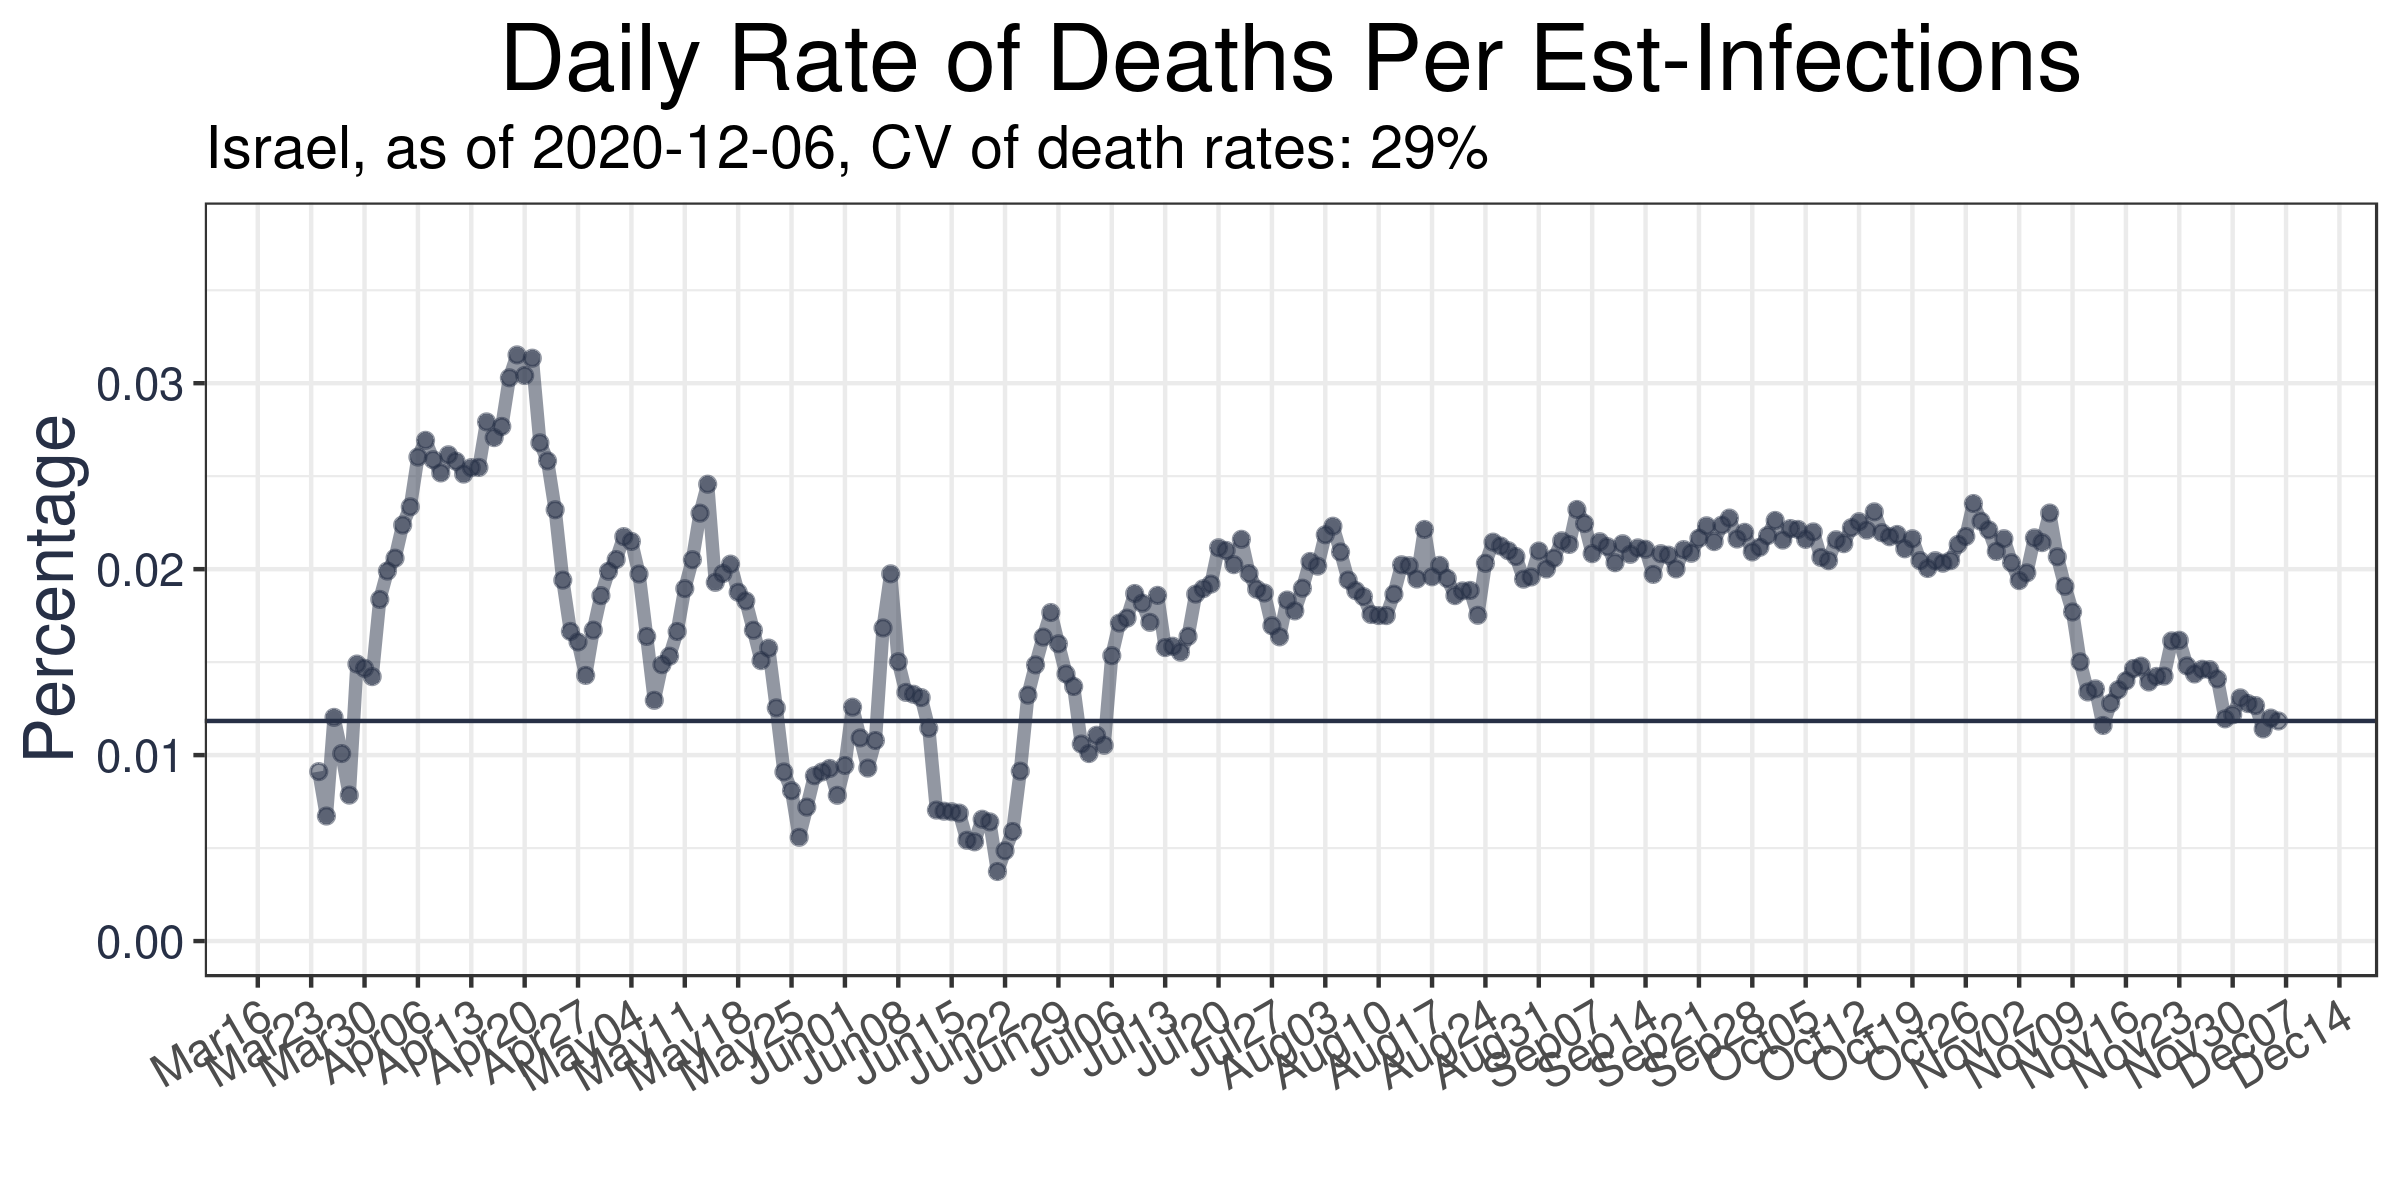 Daily Rate of Deaths Per Est-Infections
Israel, as of 2020-12-06, CV of death rates: 29%
Percentage
0.03
0.02
0.01
0.00
Mar16
Mar23
Mar30
Apr06
Apr13
Apr20
Apr27
May04
May11
May18
May25
Jun01
Jun08
Jun15
Jun22
Jun29
Jul06
Jul13
Jul20
Jul27
Aug03
Aug10
Aug17
Aug24
Aug31
Sep07
Sep14
Sep21
Sep28
Oct05
Oct12
Oct19
Oct26
Nov02
Nov09
Nov16
Nov23
Nov30
Dec07
Dec14